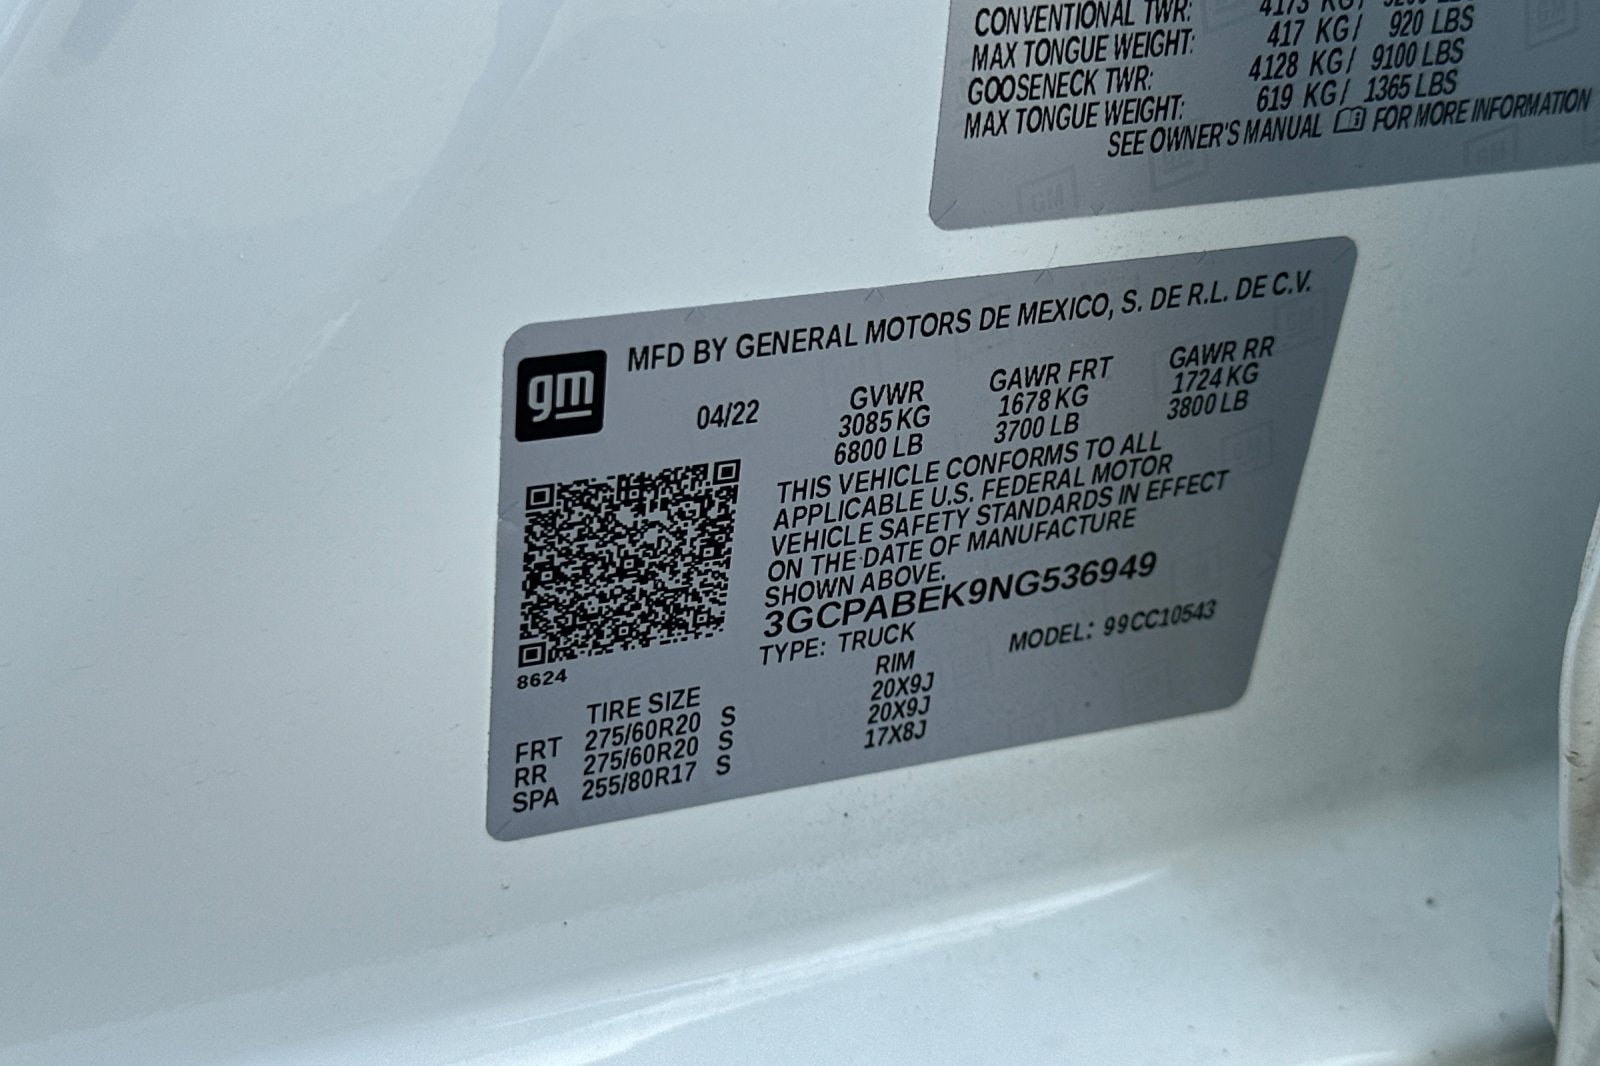 CONVENTIONAL TWR: 4173 KG/
MAX TONGUE WEIGHT: 417 KG/ 920 LBS
GOOSENECK TWR: 4128 KG/ 9100 LBS
MAX TONGUE WEIGHT: 619 KG/ 1365 LBS
SEE OWNER'S MANUAL FOR MORE INFORMATION
gm
MFD BY GENERAL MOTORS DE MEXICO, S. DE R.L. DE C.V.
04/22 GVWR GAWR FRT GAWR RR
3085 KG 1678 KG 1724 KG
6800 LB 3700 LB 3800 LB
THIS VEHICLE CONFORMS TO ALL
APPLICABLE U.S. FEDERAL MOTOR
VEHICLE SAFETY STANDARDS IN EFFECT
ON THE DATE OF MANUFACTURE
SHOWN ABOVE.
3GCPABEK9NG536949
TYPE: TRUCK MODEL: 99CC10543
8624
TIRE SIZE RIM
FRT 275/60R20 S 20X9J
RR 275/60R20 S 20X9J
SPA 255/80R17 S 17X8J